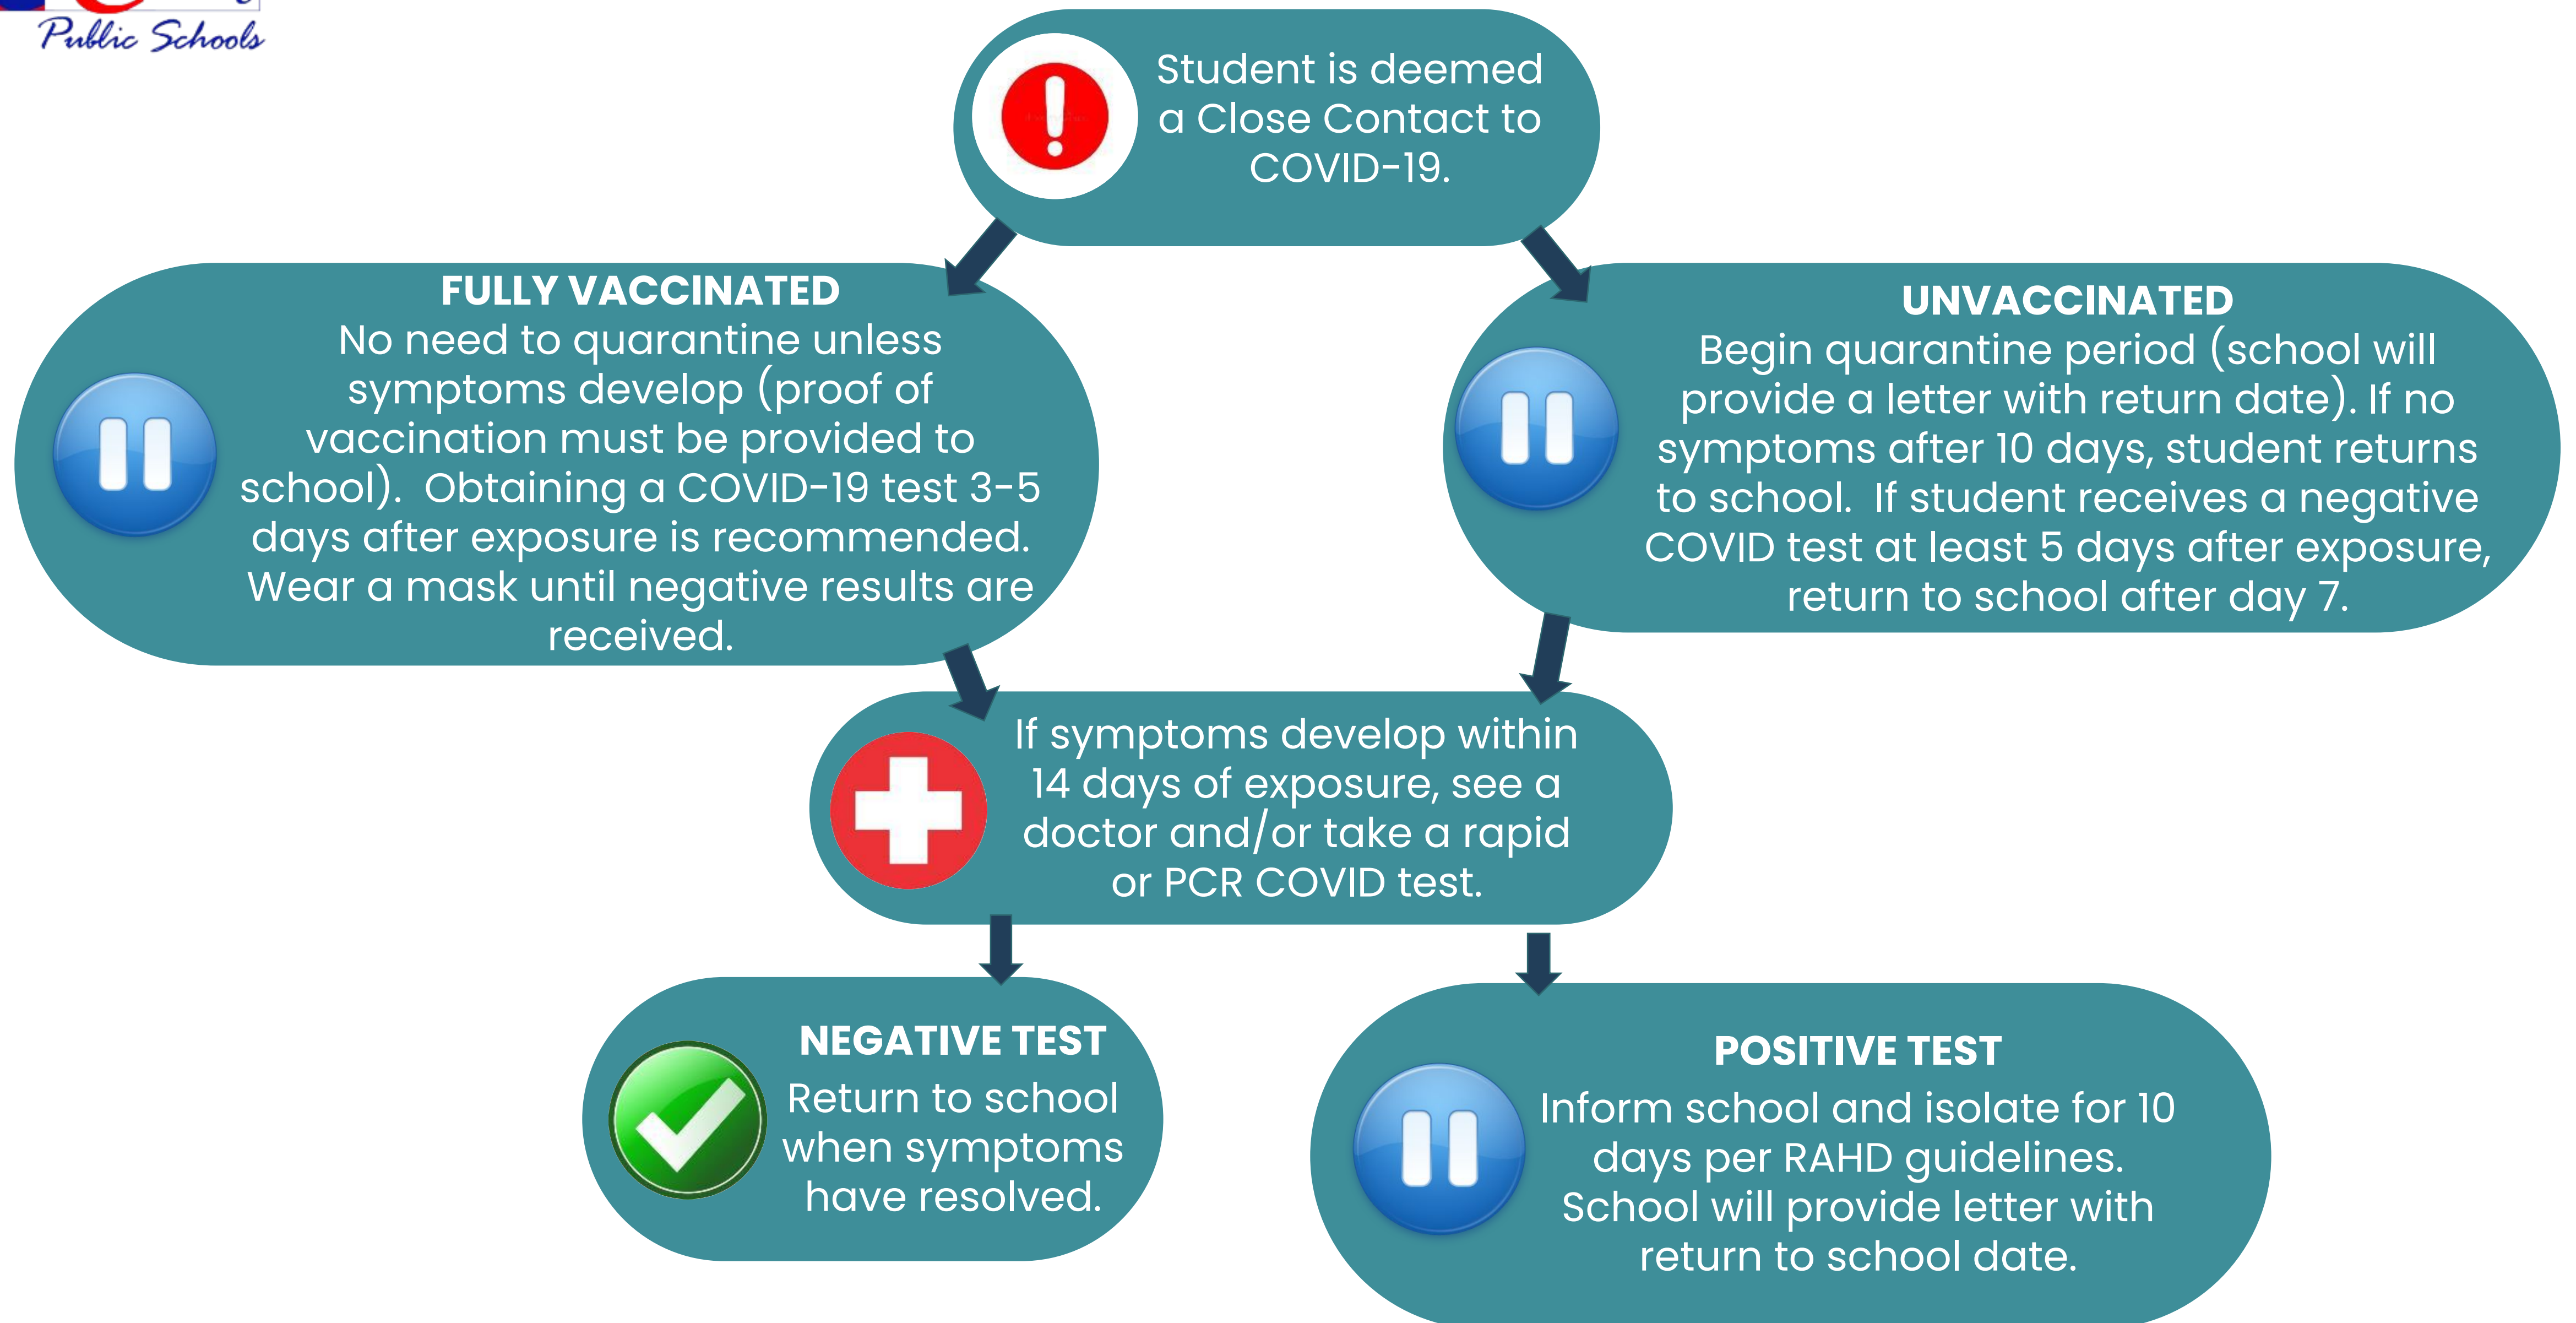 Public Schools
Student is deemed
a Close Contact to
COVID-19.
FULLY VACCINATED
No need to quarantine unless
symptoms develop (proof of
vaccination must be provided to
school).  Obtaining a COVID-19 test 3-5
days after exposure is recommended.
Wear a mask until negative results are
received.
UNVACCINATED
Begin quarantine period (school will
provide a letter with return date). If no
symptoms after 10 days, student returns
to school.  If student receives a negative
COVID test at least 5 days after exposure,
return to school after day 7.
If symptoms develop within
14 days of exposure, see a
doctor and/or take a rapid
or PCR COVID test.
NEGATIVE TEST
Return to school
when symptoms
have resolved.
POSITIVE TEST
Inform school and isolate for 10
days per RAHD guidelines.
School will provide letter with
return to school date.